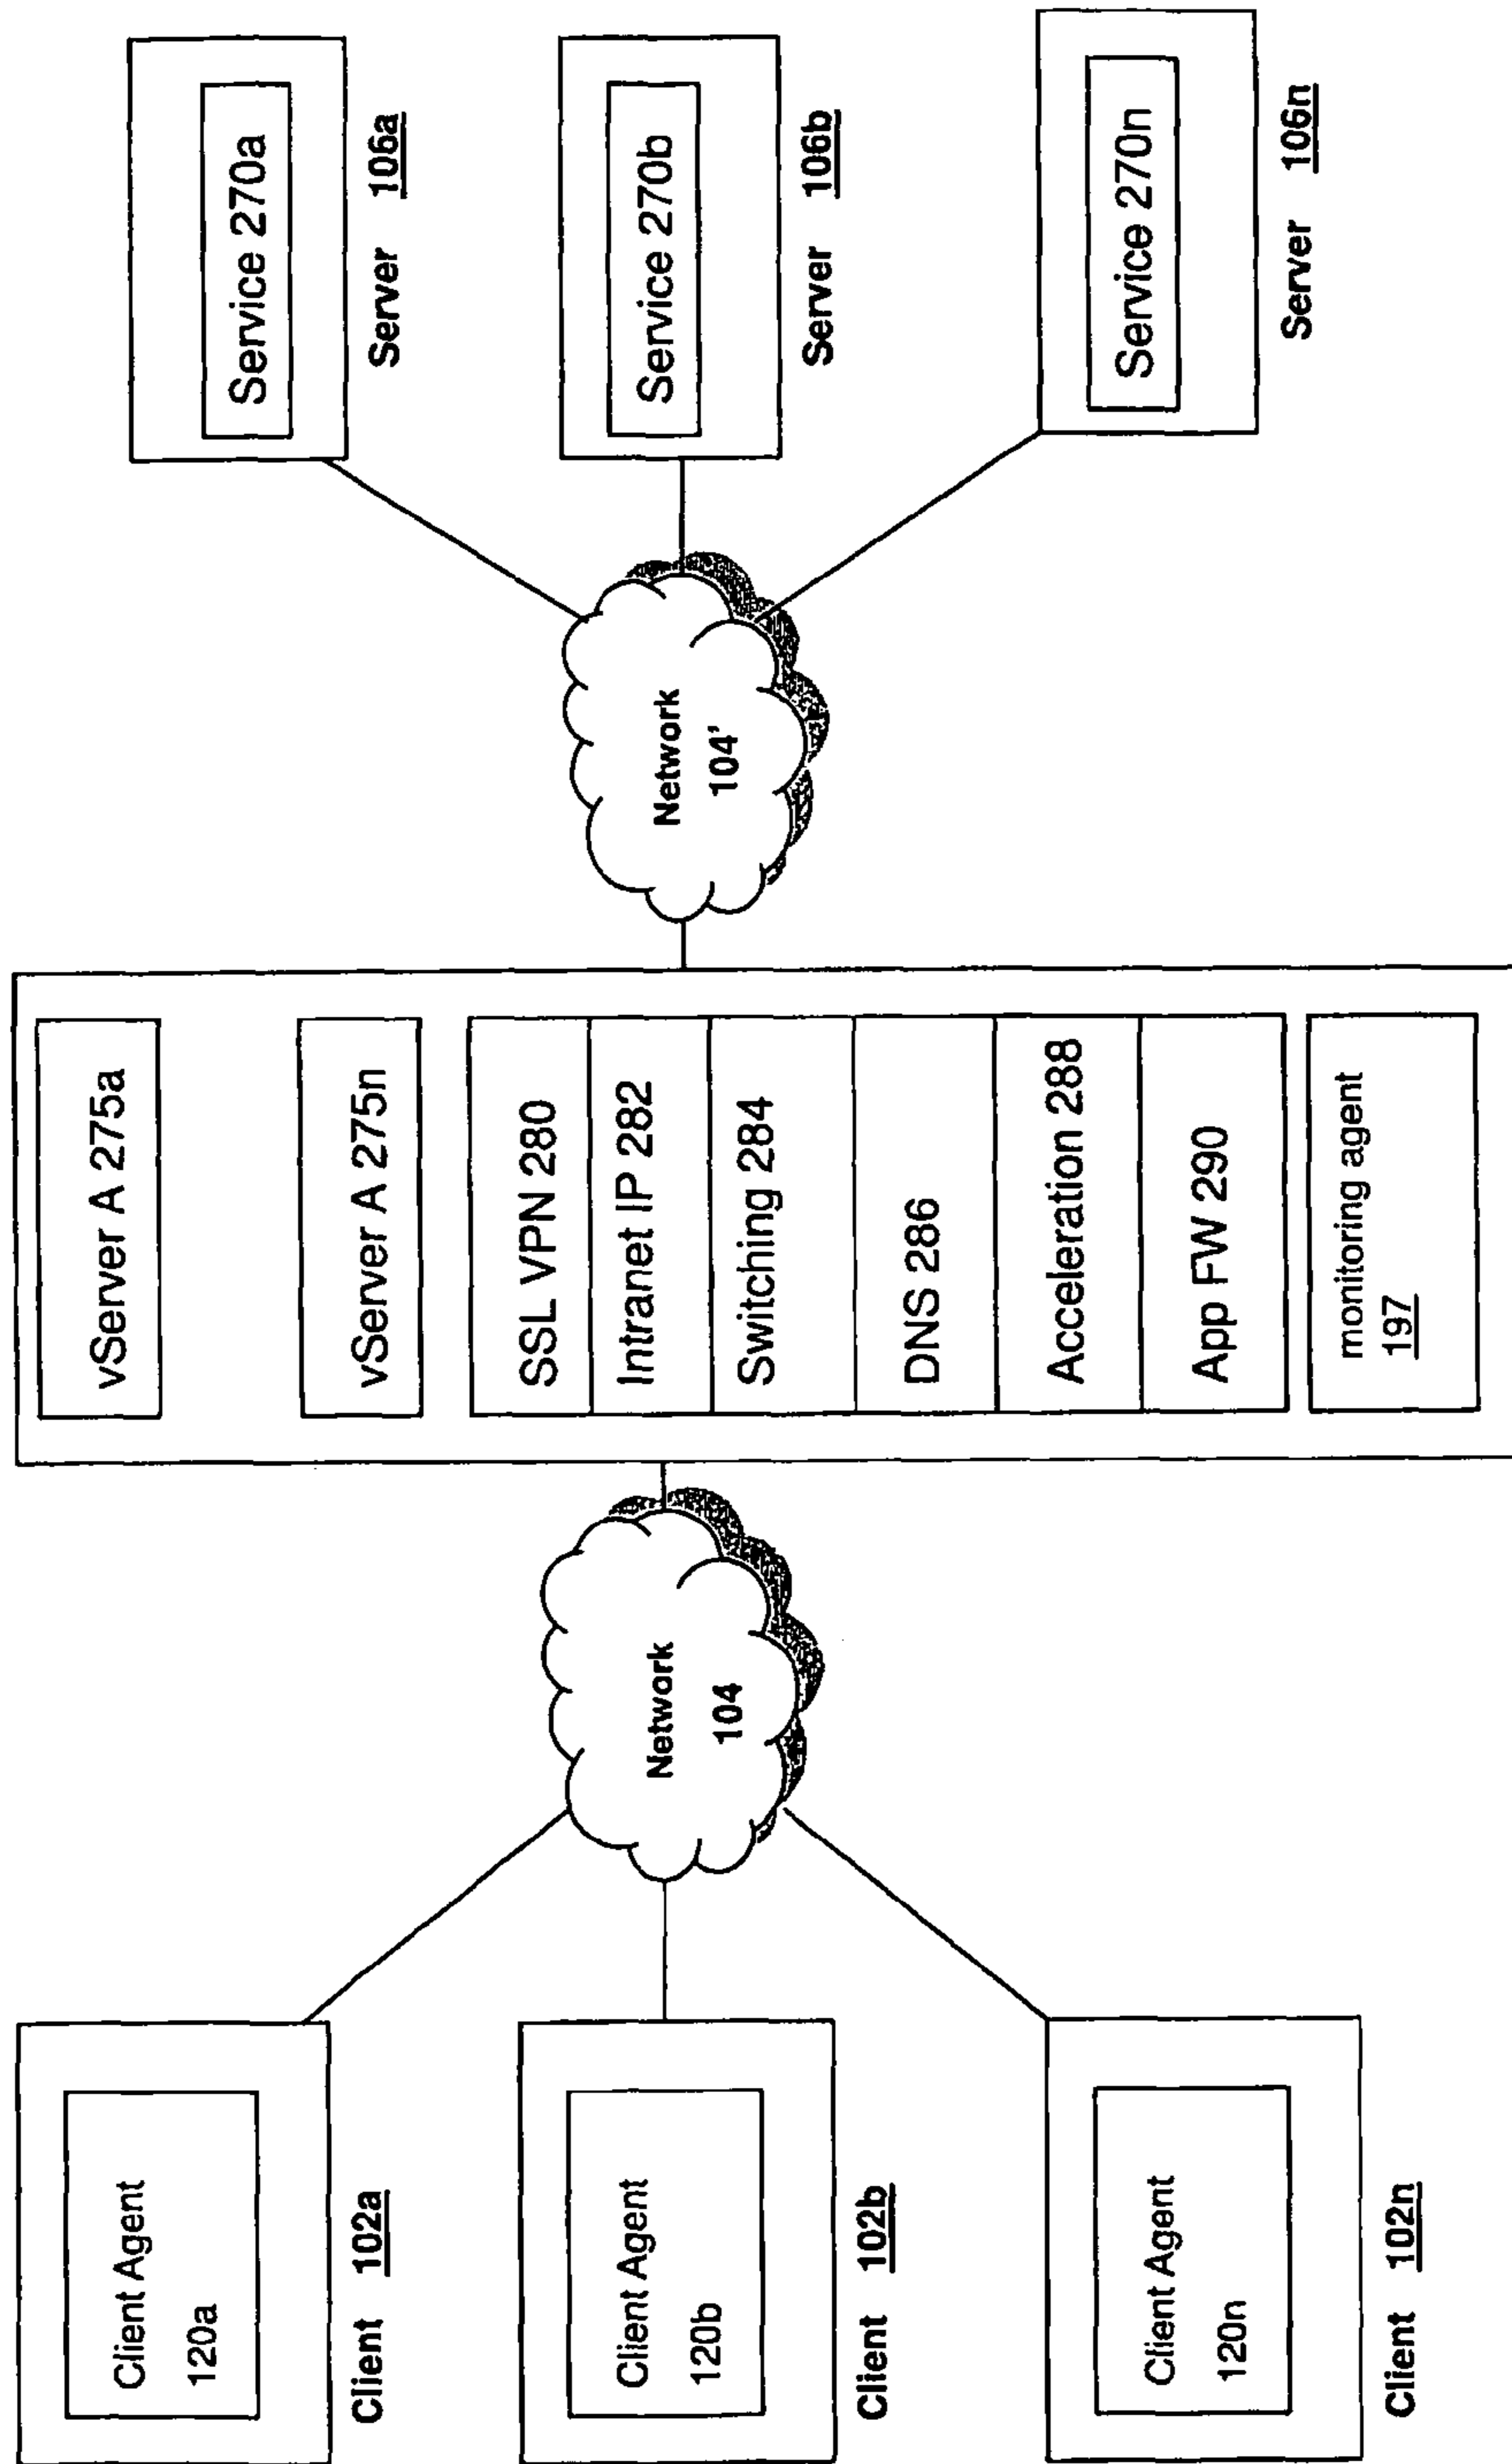 Client Agent
120a
Client 102a
Client Agent
120b
Client 102b
Client Agent
120n
Client 102n
Network
104
vServer A 275a
vServer A 275n
SSL VPN 280
Intranet IP 282
Switching 284
DNS 286
Acceleration 288
App FW 290
monitoring agent
197
Network
104'
Service 270a
Server 106a
Service 270b
Server 106b
Service 270n
Server 106n